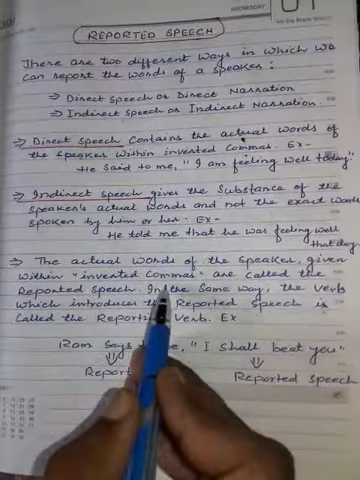 WEDNESDAY
01
REPORTED SPEECH
There are two different ways in which we
can report the words of a speaker:
⇒ Direct Speech or Direct Narration
⇒ Indirect Speech or Indirect Narration.
⇒ Direct Speech contains the actual words of
the speaker within inverted commas. Ex-
He said to me, "I am feeling well today"
⇒ Indirect speech gives the substance of the
speaker's actual words and not the exact words
spoken by him or her. Ex-
He told me that he was feeling well
that day
⇒ The actual words of the speaker, given
within "inverted commas" are called the
Reported speech. In the same way, the verb
which introduces the Reported Speech is
called the Reporting verb. Ex
Ram says me, "I shall beat you"
⇓ ⇓
Reported Speech